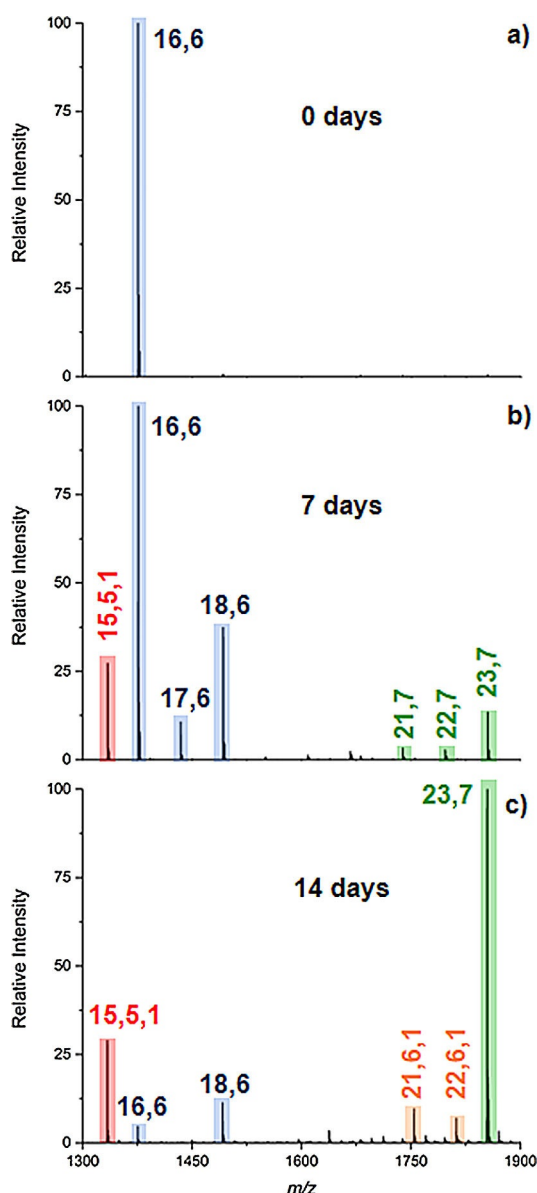 a)
100
16,6
0 days
75
Relative Intensity
50
25
0
b)
100
16,6
7 days
75
Relative Intensity
50
15,5,1
18,6
17,6
21,7
22,7
23,7
25
0
c)
100
23,7
14 days
75
Relative Intensity
50
15,5,1
16,6
18,6
21,6,1
22,6,1
25
0
1300 1450 1600 1750 1900
m/z